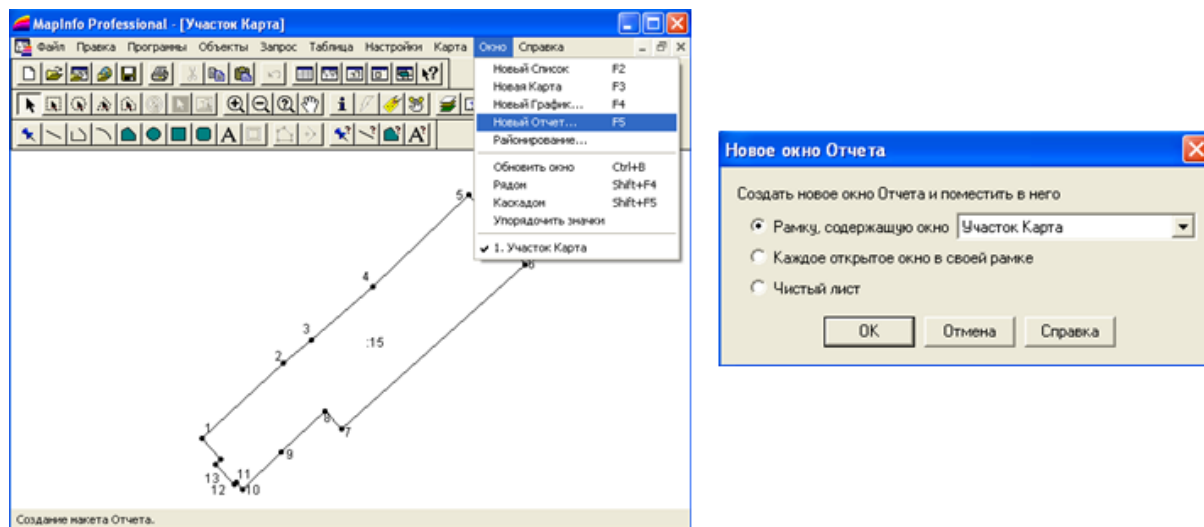 MapInfo Professional - [Участок Карта]
Файл Правка Программы Объекты Запрос Таблица Настройки Карта Окно Справка
Новый Список F2
Новая Карта F3
Новый График... F4
Новый Отчет... F5
Районирование...
Обновить окно Ctrl+B
Рядом Shift+F4
Каскадом Shift+F5
Упорядочить значки
1. Участок Карта
A
A
5
6
4
3
:15
2
1
8
7
9
13
11
12
10
Создание макета Отчета.
Новое окно Отчета
Создать новое окно Отчета и поместить в него
Рамку, содержащую окно Участок Карта
Каждое открытое окно в своей рамке
Чистый лист
OK Отмена Справка